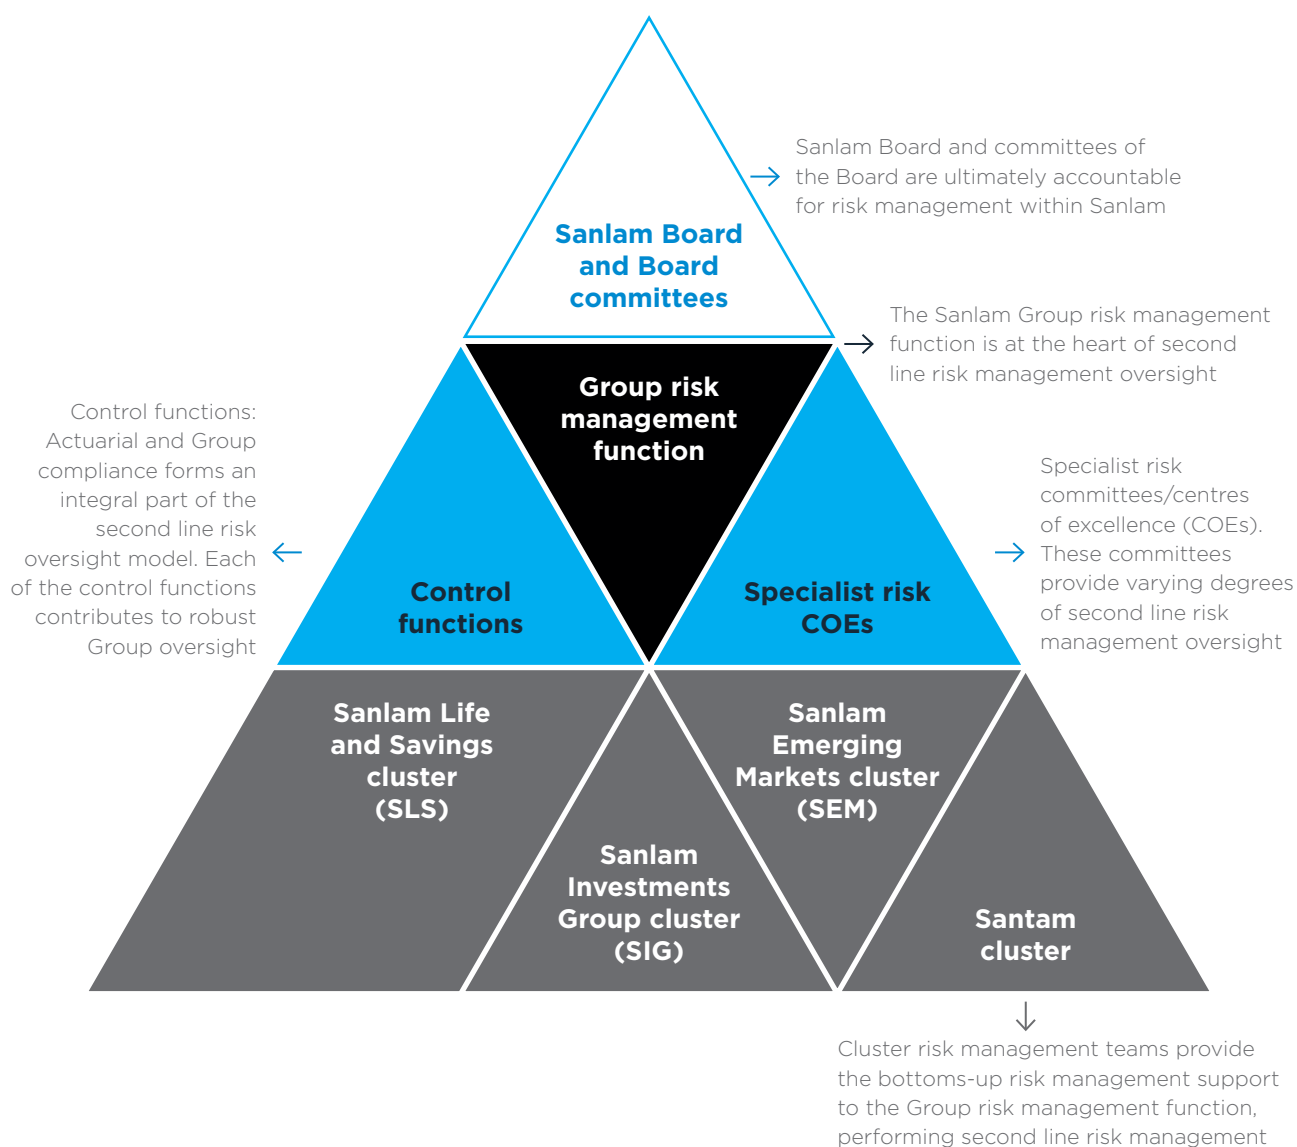 Sanlam Board and committees of
the Board are ultimately accountable
for risk management within Sanlam
Sanlam Board
and Board
committees
The Sanlam Group risk management
function is at the heart of second
line risk management oversight
Group risk
management
function
Control functions:
Actuarial and Group
compliance forms an
integral part of the
second line risk
oversight model. Each
of the control functions
contributes to robust
Group oversight
Specialist risk
committees/centres
of excellence (COEs).
These committees
provide varying degrees
of second line risk
management oversight
Control
functions
Specialist risk
COEs
Sanlam Life
and Savings
cluster
(SLS)
Sanlam
Emerging
Markets cluster
(SEM)
Sanlam
Investments
Group cluster
(SIG)
Santam
cluster
Cluster risk management teams provide
the bottoms-up risk management support
to the Group risk management function,
performing second line risk management